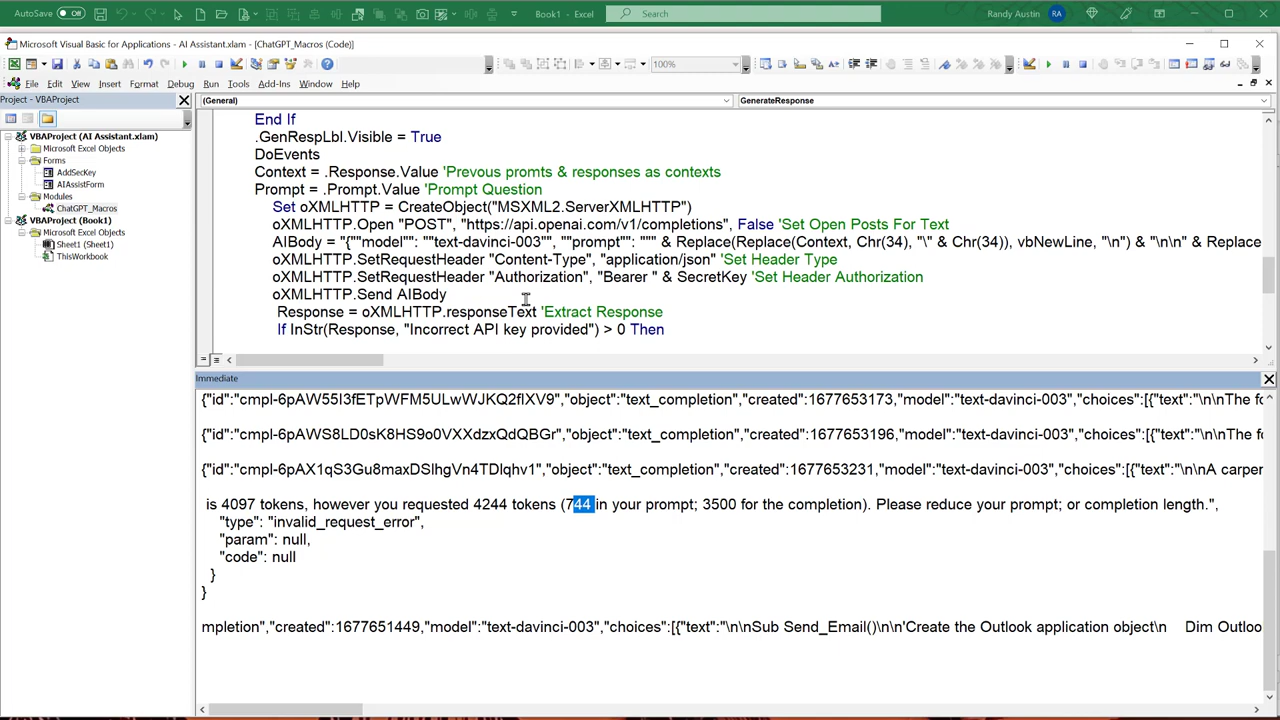 AutoSave Off Book1 - Excel Search Randy Austin RA
Microsoft Visual Basic for Applications - AI Assistant.xlam - [ChatGPT_Macros (Code)]
100%
File Edit View Insert Format Debug Run Tools Add-Ins Window Help
Project - VBAProject
(General) GenerateResponse
VBAProject (AI Assistant.xlam)
Microsoft Excel Objects
Forms
AddSecKey
AIAssistForm
Modules
ChatGPT_Macros
VBAProject (Book1)
Microsoft Excel Objects
Sheet1 (Sheet1)
ThisWorkbook
End If
.GenRespLbl.Visible = True
DoEvents
Context = .Response.Value 'Prevous promts & responses as contexts
Prompt = .Prompt.Value 'Prompt Question
Set oXMLHTTP = CreateObject("MSXML2.ServerXMLHTTP")
oXMLHTTP.Open "POST", "https://api.openai.com/v1/completions", False 'Set Open Posts For Text
AIBody = "{""model"": ""text-davinci-003"", ""prompt"": """ & Replace(Replace(Context, Chr(34), "\" & Chr(34)), vbNewLine, "\n") & "\n\n" & Replace
oXMLHTTP.SetRequestHeader "Content-Type", "application/json" 'Set Header Type
oXMLHTTP.SetRequestHeader "Authorization", "Bearer " & SecretKey 'Set Header Authorization
oXMLHTTP.Send AIBody
Response = oXMLHTTP.responseText 'Extract Response
If InStr(Response, "Incorrect API key provided") > 0 Then
Immediate
{"id":"cmpl-6pAW55I3fETpWFM5ULwWJKQ2flXV9","object":"text_completion","created":1677653173,"model":"text-davinci-003","choices":[{"text":"\n\nThe fo
{"id":"cmpl-6pAWS8LD0sK8HS9o0VXXdzxQdQBGr","object":"text_completion","created":1677653196,"model":"text-davinci-003","choices":[{"text":"\n\nThe fo
{"id":"cmpl-6pAX1qS3Gu8maxDSlhgVn4TDlqhv1","object":"text_completion","created":1677653231,"model":"text-davinci-003","choices":[{"text":"\n\nA carper
is 4097 tokens, however you requested 4244 tokens (744 in your prompt; 3500 for the completion). Please reduce your prompt; or completion length.",
"type": "invalid_request_error",
"param": null,
"code": null
}
}
mpletion","created":1677651449,"model":"text-davinci-003","choices":[{"text":"\n\nSub Send_Email()\n\n'Create the Outlook application object\n    Dim Outloo